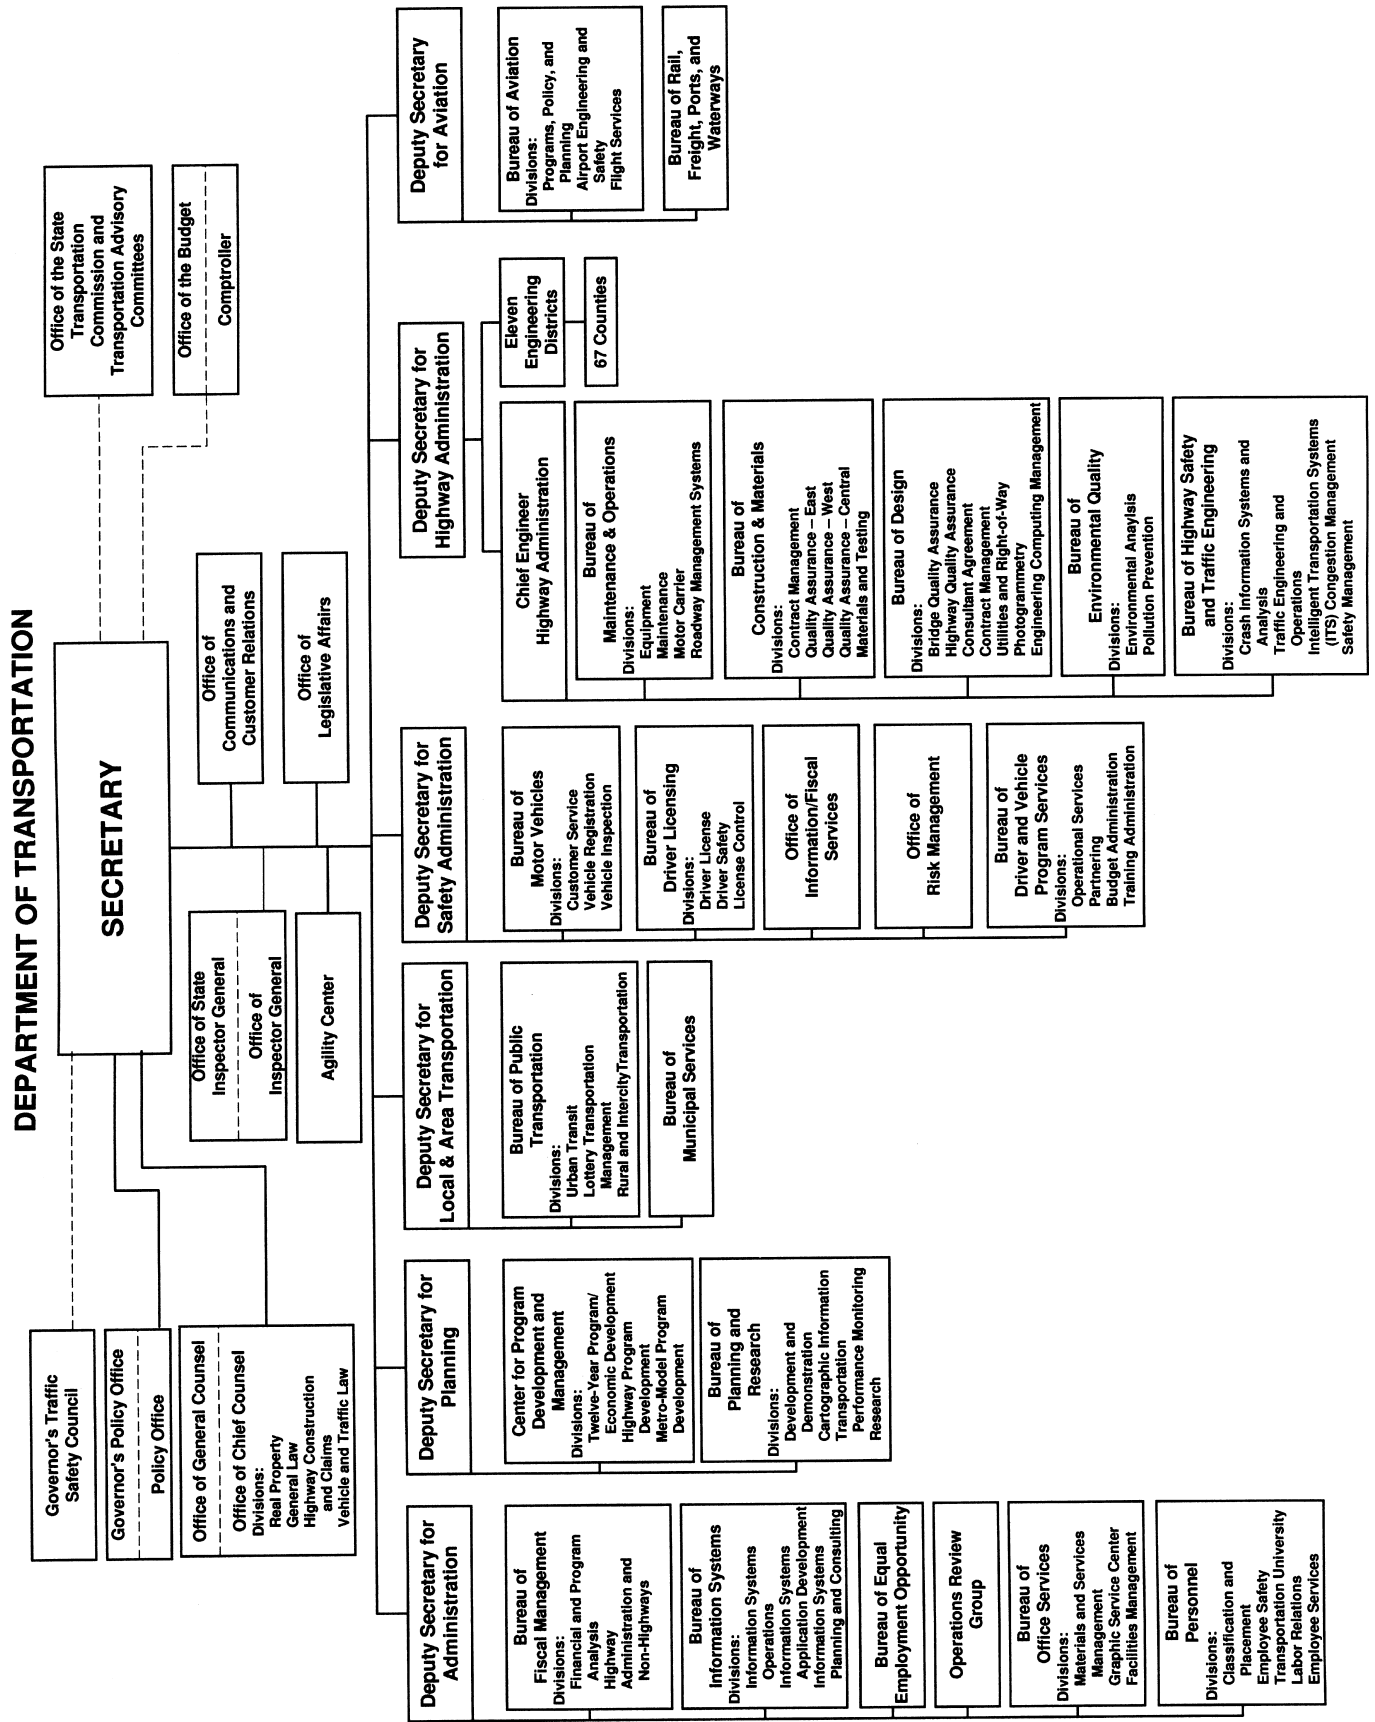 DEPARTMENT OF TRANSPORTATION
SECRETARY
Governor's Traffic
Safety Council
Governor's Policy Office
Policy Office
Office of General Counsel
Office of Chief Counsel
Divisions:
Real Property
General Law
Highway Construction
and Claims
Vehicle and Traffic Law
Office of State
Inspector General
Office of
Inspector General
Agility Center
Office of
Communications and
Customer Relations
Office of
Legislative Affairs
Office of the State
Transportation
Commission and
Transportation Advisory
Committees
Office of the Budget
Comptroller
Deputy Secretary for
Administration
Bureau of
Fiscal Management
Divisions:
Financial and Program
Analysis
Highway
Administration and
Non-Highways
Bureau of
Information Systems
Divisions:
Information Systems
Operations
Information Systems
Application Development
Information Systems
Planning and Consulting
Bureau of Equal
Employment Opportunity
Operations Review
Group
Bureau of
Office Services
Divisions:
Materials and Services
Management
Graphic Service Center
Facilities Management
Bureau of
Personnel
Divisions:
Classification and
Placement
Employee Safety
Transportation University
Labor Relations
Employee Services
Deputy Secretary for
Planning
Center for Program
Development and
Management
Divisions:
Twelve-Year Program/
Economic Development
Highway Program
Development
Metro-Model Program
Development
Bureau of
Planning and
Research
Divisions:
Development and
Demonstration
Cartographic Information
Transportation
Performance Monitoring
Research
Deputy Secretary for
Local & Area Transportation
Bureau of Public
Transportation
Divisions:
Urban Transit
Lottery Transportation
Management
Rural and IntercityTransportation
Bureau of
Municipal Services
Deputy Secretary for
Safety Administration
Bureau of
Motor Vehicles
Divisions:
Customer Service
Vehicle Registration
Vehicle Inspection
Bureau of
Driver Licensing
Divisions:
Driver License
Driver Safety
License Control
Office of
Information/Fiscal
Services
Office of
Risk Management
Bureau of
Driver and Vehicle
Program Services
Divisions:
Operational Services
Partnering
Budget Administration
Training Administration
Deputy Secretary for
Highway Administration
Chief Engineer
Highway Administration
Bureau of
Maintenance & Operations
Divisions:
Equipment
Maintenance
Motor Carrier
Roadway Management Systems
Bureau of
Construction & Materials
Divisions:
Contract Management
Quality Assurance – East
Quality Assurance – West
Quality Assurance – Central
Materials and Testing
Bureau of Design
Divisions:
Bridge Quality Assurance
Highway Quality Assurance
Consultant Agreement
Contract Management
Utilities and Right-of-Way
Photogrammetry
Engineering Computing Management
Bureau of
Environmental Quality
Divisions:
Environmental Anaylsis
Pollution Prevention
Bureau of Highway Safety
and Traffic Engineering
Divisions:
Crash Information Systems and
Analysis
Traffic Engineering and
Operations
Intelligent Transportation Systems
(ITS) Congestion Management
Safety Management
Eleven
Engineering
Districts
67 Counties
Deputy Secretary
for Aviation
Bureau of Aviation
Divisions:
Programs, Policy, and
Planning
Airport Engineering and
Safety
Flight Services
Bureau of Rail,
Freight, Ports, and
Waterways